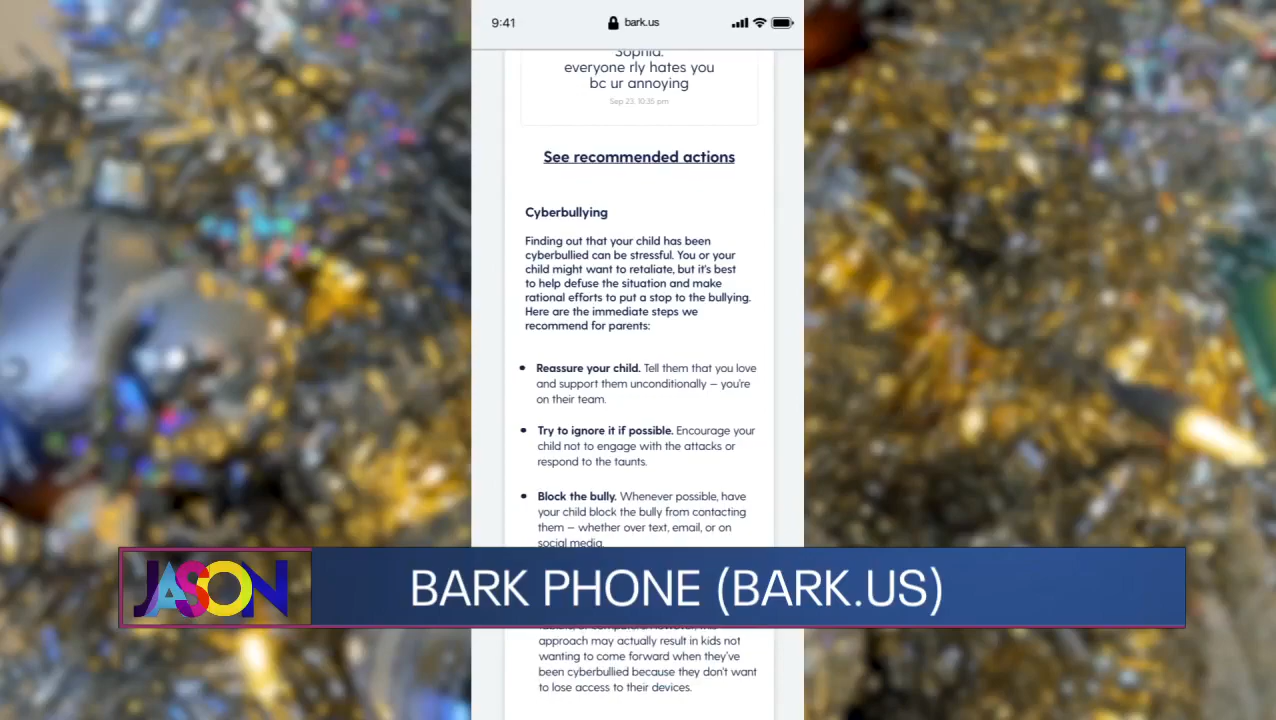 9:41
bark.us
Sophia:
everyone rly hates you
bc ur annoying
Sep 23, 10:35 pm
See recommended actions
Cyberbullying
Finding out that your child has been
cyberbullied can be stressful. You or your
child might want to retaliate, but it's best
to help defuse the situation and make
rational efforts to put a stop to the bullying.
Here are the immediate steps we
recommend for parents:
• Reassure your child. Tell them that you love
and support them unconditionally – you're
on their team.
• Try to ignore it if possible. Encourage your
child not to engage with the attacks or
respond to the taunts.
• Block the bully. Whenever possible, have
your child block the bully from contacting
them – whether over text, email, or on
social media.
JASON
BARK PHONE (BARK.US)
approach may actually result in kids not
wanting to come forward when they've
been cyberbullied because they don't want
to lose access to their devices.